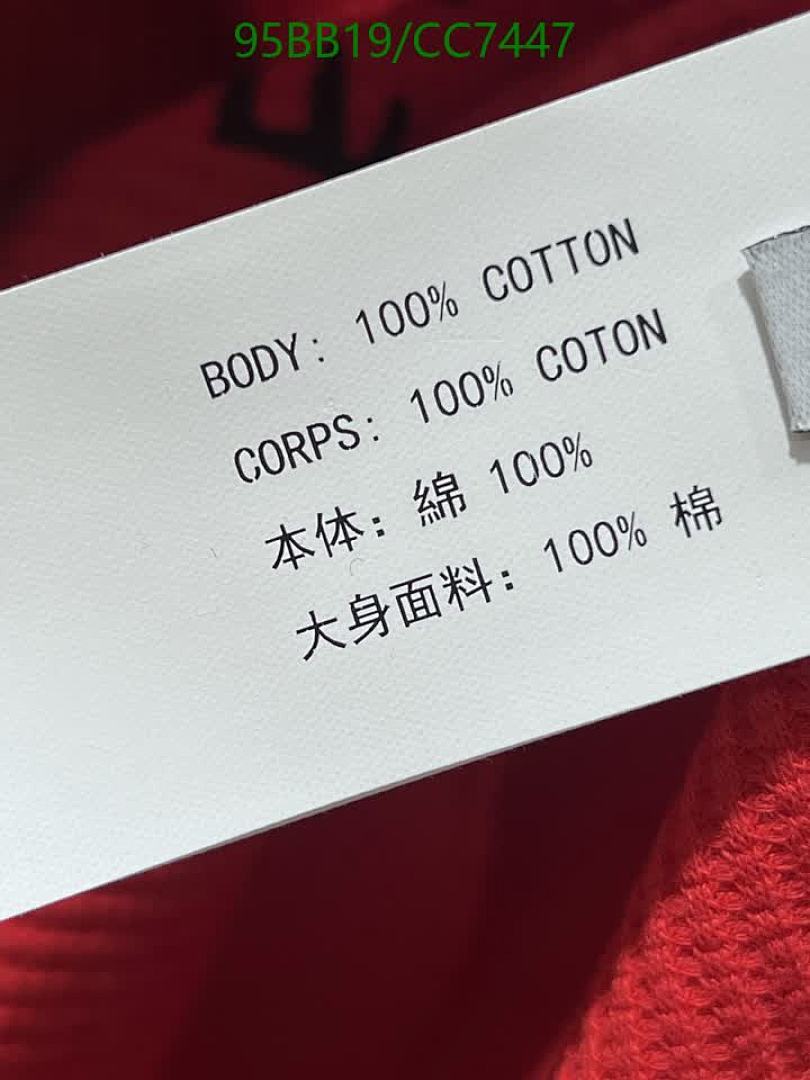 95BB19/CC7447
BODY: 100% COTTON
CORPS: 100% COTON
本体: 綿 100%
大身面料: 100% 棉